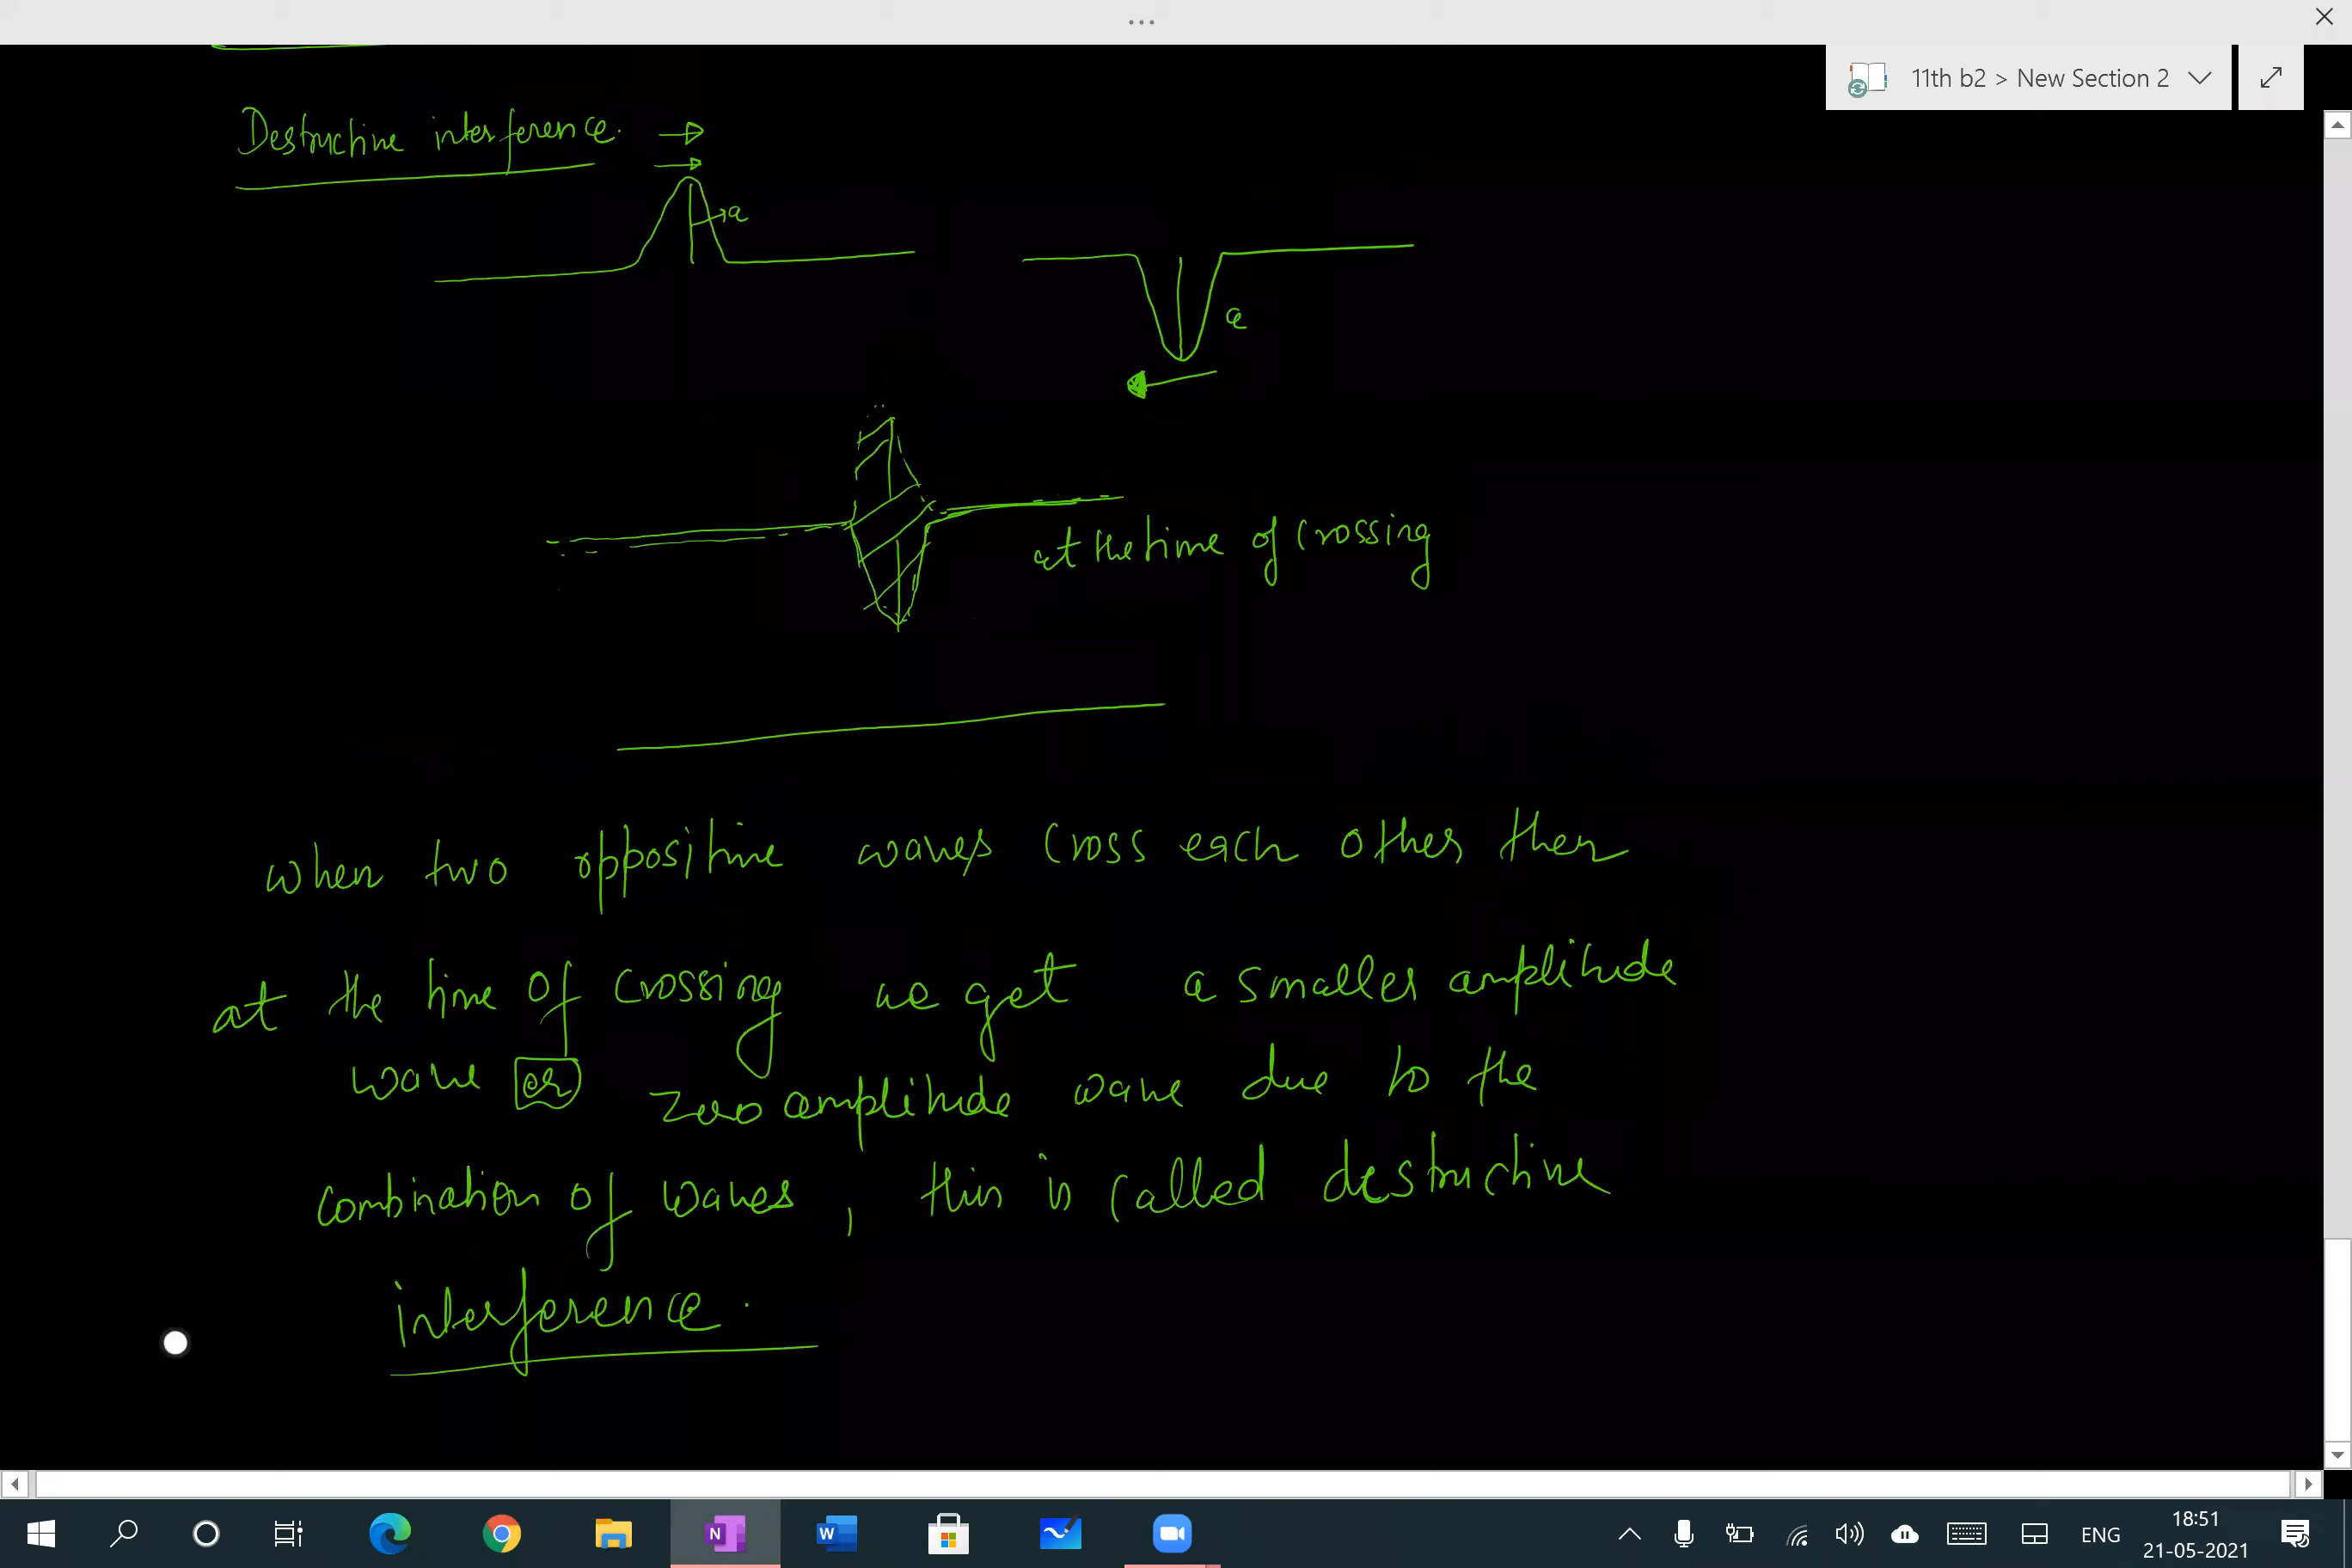 11th b2 > New Section 2
Destructive interference.
a
a
at the time of crossing
when two oppositive waves cross each other then
at the time of crossing we get a smaller amplitude
wave or zero amplitude wave due to the
combination of waves, this is called destructive
interference.
ENG
18:51
21-05-2021